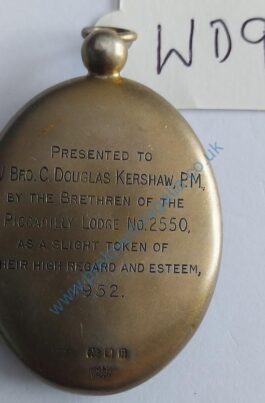 WD9
PRESENTED TO
W BRO. C. DOUGLAS KERSHAW, P.M.,
BY THE BRETHREN OF THE
PICCADILLY LODGE NO. 2550,
AS A SLIGHT TOKEN OF
THEIR HIGH REGARD AND ESTEEM,
1932.